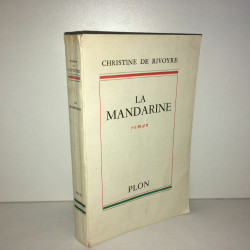 CHRISTINE DE RIVOYRE
LA
MANDARINE
roman
PLON